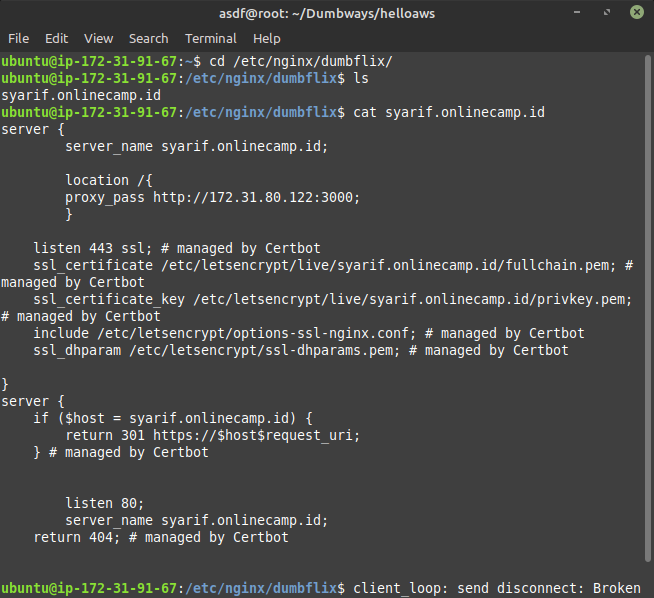 asdf@root: ~/Dumbways/helloaws
File Edit View Search Terminal Help
ubuntu@ip-172-31-91-67:~$ cd /etc/nginx/dumbflix/
ubuntu@ip-172-31-91-67:/etc/nginx/dumbflix$ ls
syarif.onlinecamp.id
ubuntu@ip-172-31-91-67:/etc/nginx/dumbflix$ cat syarif.onlinecamp.id
server {
        server_name syarif.onlinecamp.id;
        location /{
        proxy_pass http://172.31.80.122:3000;
        }
    listen 443 ssl; # managed by Certbot
    ssl_certificate /etc/letsencrypt/live/syarif.onlinecamp.id/fullchain.pem; #
managed by Certbot
    ssl_certificate_key /etc/letsencrypt/live/syarif.onlinecamp.id/privkey.pem;
# managed by Certbot
    include /etc/letsencrypt/options-ssl-nginx.conf; # managed by Certbot
    ssl_dhparam /etc/letsencrypt/ssl-dhparams.pem; # managed by Certbot
}
server {
    if ($host = syarif.onlinecamp.id) {
        return 301 https://$host$request_uri;
    } # managed by Certbot
        listen 80;
        server_name syarif.onlinecamp.id;
    return 404; # managed by Certbot
ubuntu@ip-172-31-91-67:/etc/nginx/dumbflix$ client_loop: send disconnect: Broken